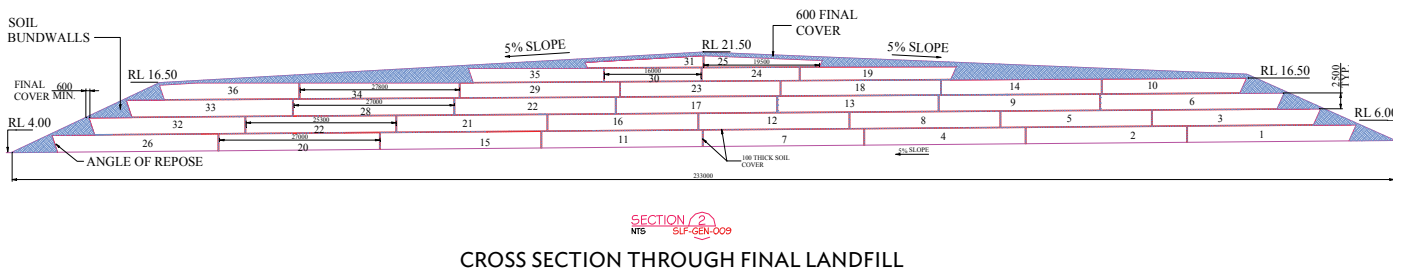 SOIL
BUNDWALLS
5% SLOPE
RL 21.50
600 FINAL
COVER
5% SLOPE
RL 16.50
31
25
19500
35
16000
30
24
19
RL 16.50
2500
TYP.
FINAL
COVER
600
MIN.
36
27800
34
29
23
18
14
10
33
27000
28
22
17
13
9
6
RL 4.00
32
25300
22
21
16
12
8
5
3
RL 6.00
26
27000
20
15
11
7
4
2
1
ANGLE OF REPOSE
100 THICK SOIL
COVER
5% SLOPE
233000
SECTION 2
NTS SLF-GEN-009
CROSS SECTION THROUGH FINAL LANDFILL